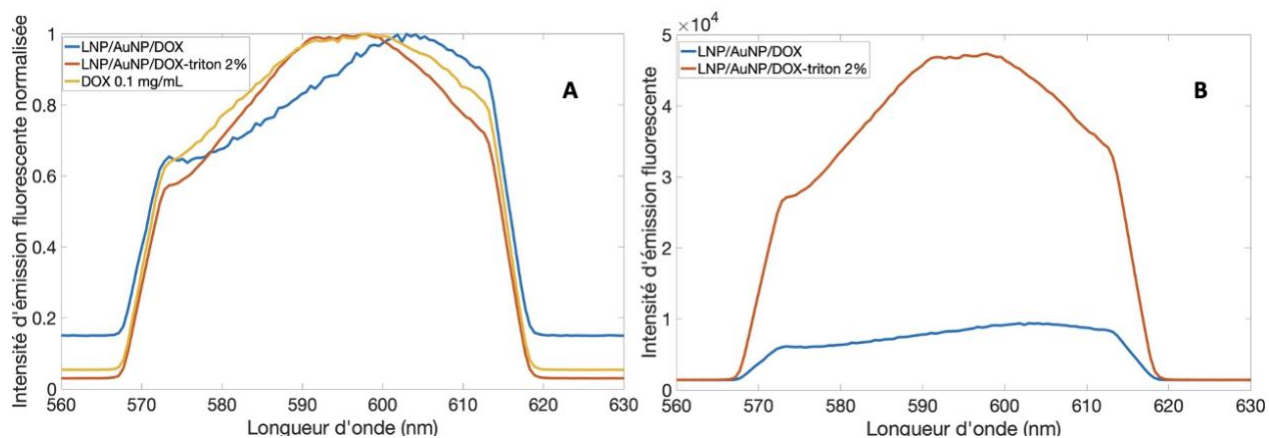 Intensité d'émission fluorescente normalisée
1
0.8
0.6
0.4
0.2
0
LNP/AuNP/DOX
LNP/AuNP/DOX-triton 2%
DOX 0.1 mg/mL
A
560 570 580 590 600 610 620 630
Longueur d'onde (nm)
Intensité d'émission fluorescente
5 ×10⁴
4
3
2
1
0
LNP/AuNP/DOX
LNP/AuNP/DOX-triton 2%
B
560 570 580 590 600 610 620 630
Longueur d'onde (nm)